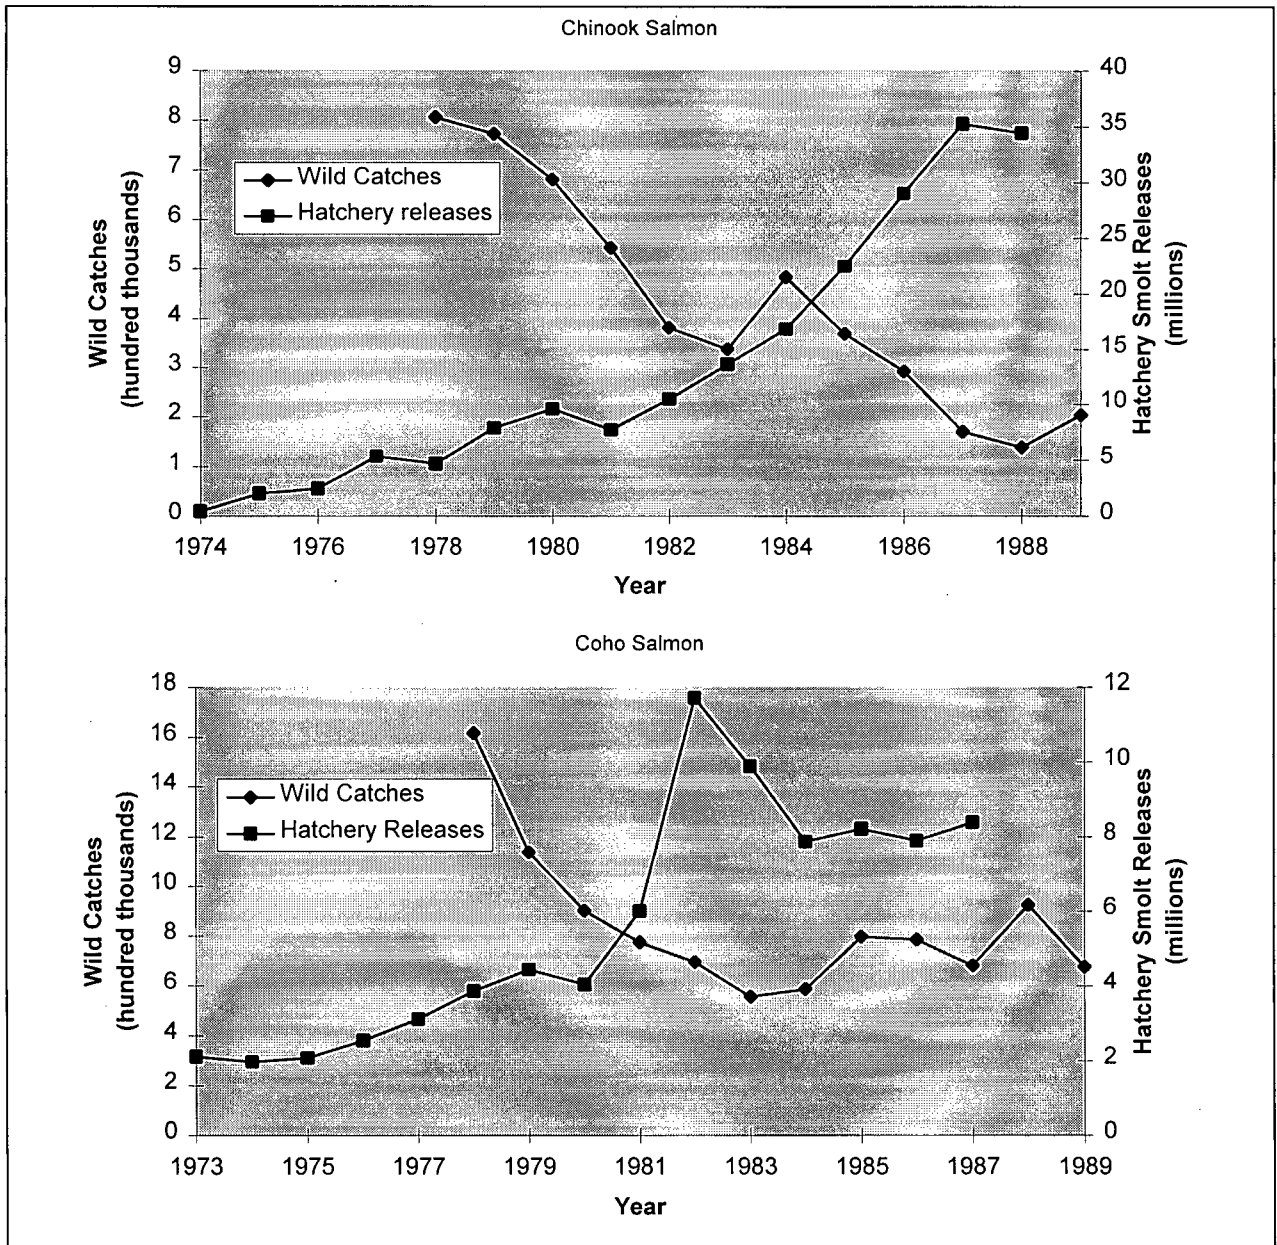 Chinook Salmon
9
8
7
6
5
4
3
2
1
0
Wild Catches
(hundred thousands)
Wild Catches
Hatchery releases
40
35
30
25
20
15
10
5
0
Hatchery Smolt Releases
(millions)
1974 1976 1978 1980 1982 1984 1986 1988
Year
Coho Salmon
18
16
14
12
10
8
6
4
2
0
Wild Catches
(hundred thousands)
Wild Catches
Hatchery Releases
12
10
8
6
4
2
0
Hatchery Smolt Releases
(millions)
1973 1975 1977 1979 1981 1983 1985 1987 1989
Year